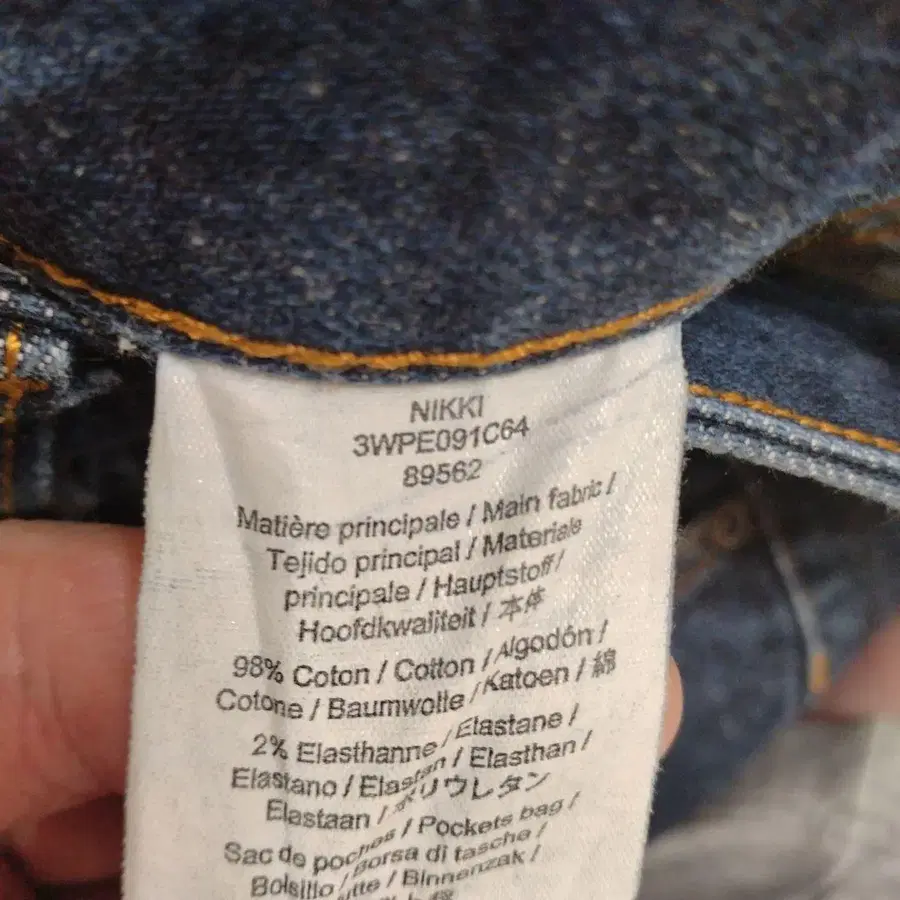 NIKKI
3WPE091C64
89562
Matière principale / Main fabric /
Tejido principal / Materiale
principale / Hauptstoff /
Hoofdkwaliteit / 本体
98% Coton / Cotton / Algodón /
Cotone / Baumwolle / Katoen / 綿
2% Elasthanne / Elastane /
Elastano / Elastan / Elasthan /
Elastaan / ポリウレタン
Sac de poches / Pockets bag /
Bolsillo / Borsa di tasche /
/ Binnenzak /